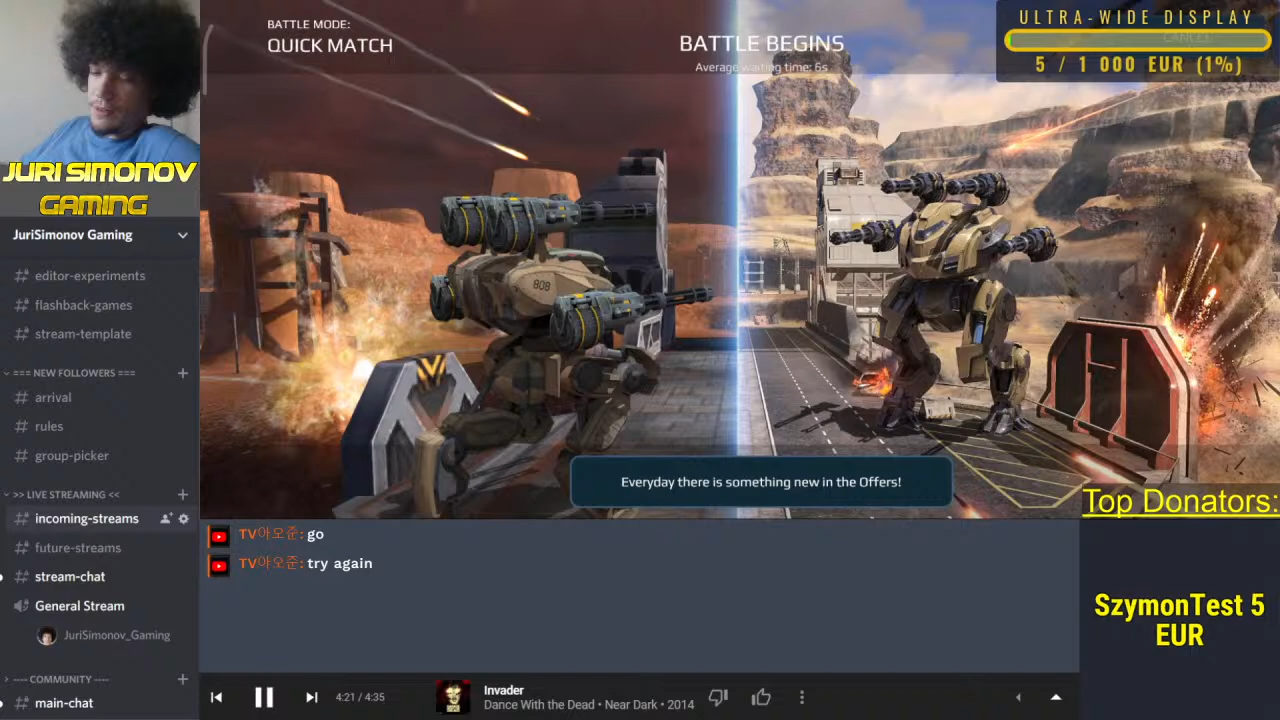 BATTLE MODE:
QUICK MATCH
BATTLE BEGINS
Average waiting time: 6s
ULTRA-WIDE DISPLAY
CANCEL
5 / 1 000 EUR (1%)
JURI SIMONOV
GAMING
JuriSimonov Gaming
editor-experiments
flashback-games
stream-template
=== NEW FOLLOWERS ===
arrival
rules
group-picker
>> LIVE STREAMING <<
incoming-streams
future-streams
stream-chat
General Stream
JuriSimonov_Gaming
---- COMMUNITY ----
main-chat
808
Everyday there is something new in the Offers!
TV야오준: go
TV야오준: try again
Top Donators:
SzymonTest 5
EUR
4:21 / 4:35
Invader
Dance With the Dead • Near Dark • 2014